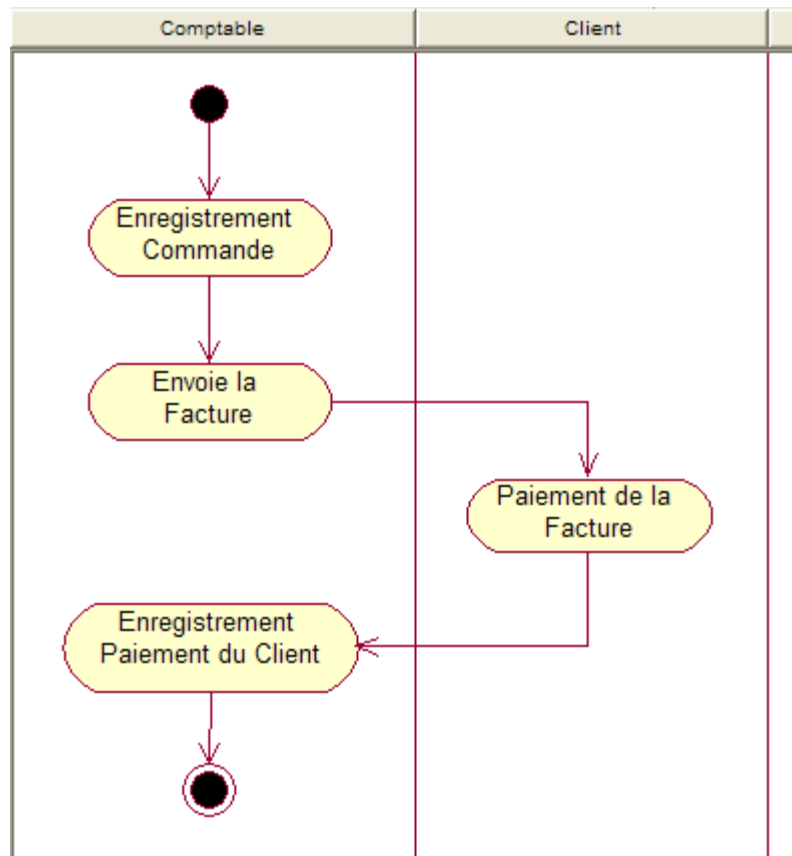 Comptable
Client
Enregistrement
Commande
Envoie la
Facture
Paiement de la
Facture
Enregistrement
Paiement du Client